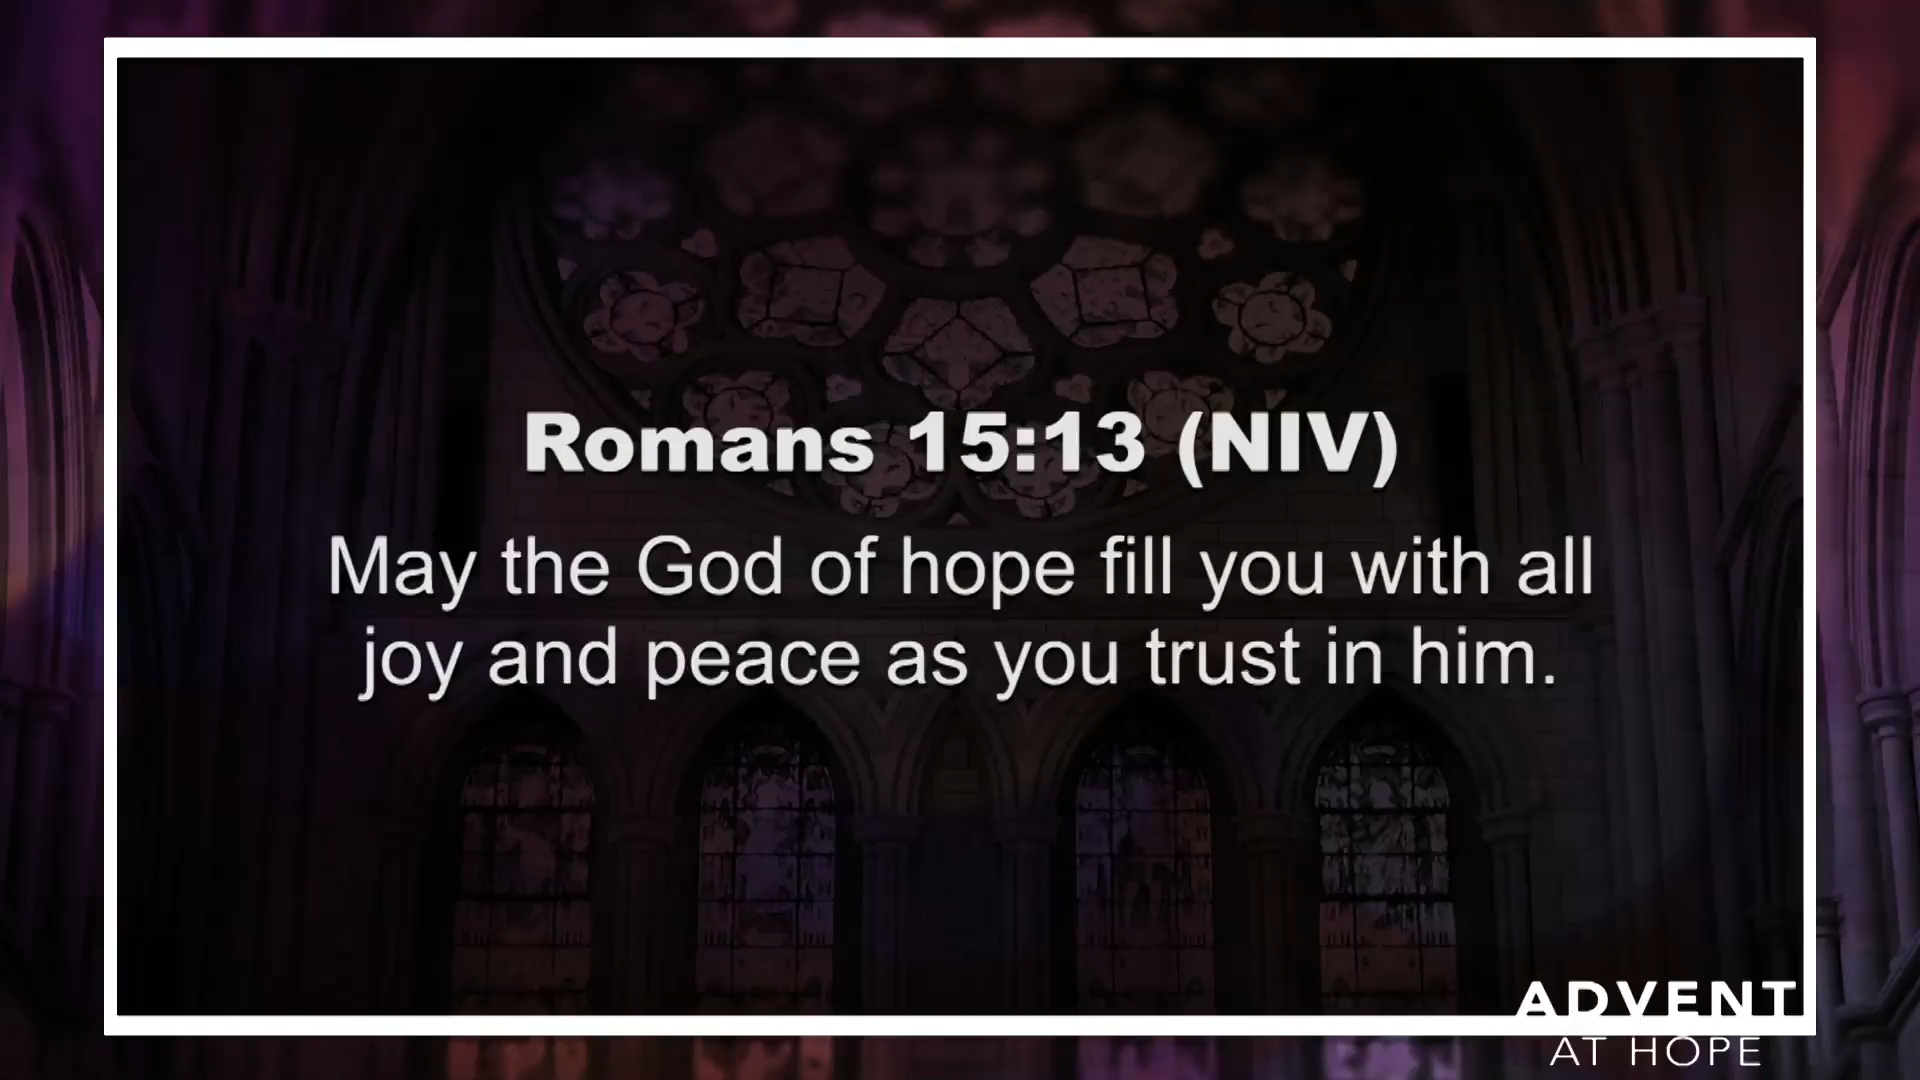 Romans 15:13 (NIV)
May the God of hope fill you with all
joy and peace as you trust in him.
ADVENT
AT HOPE